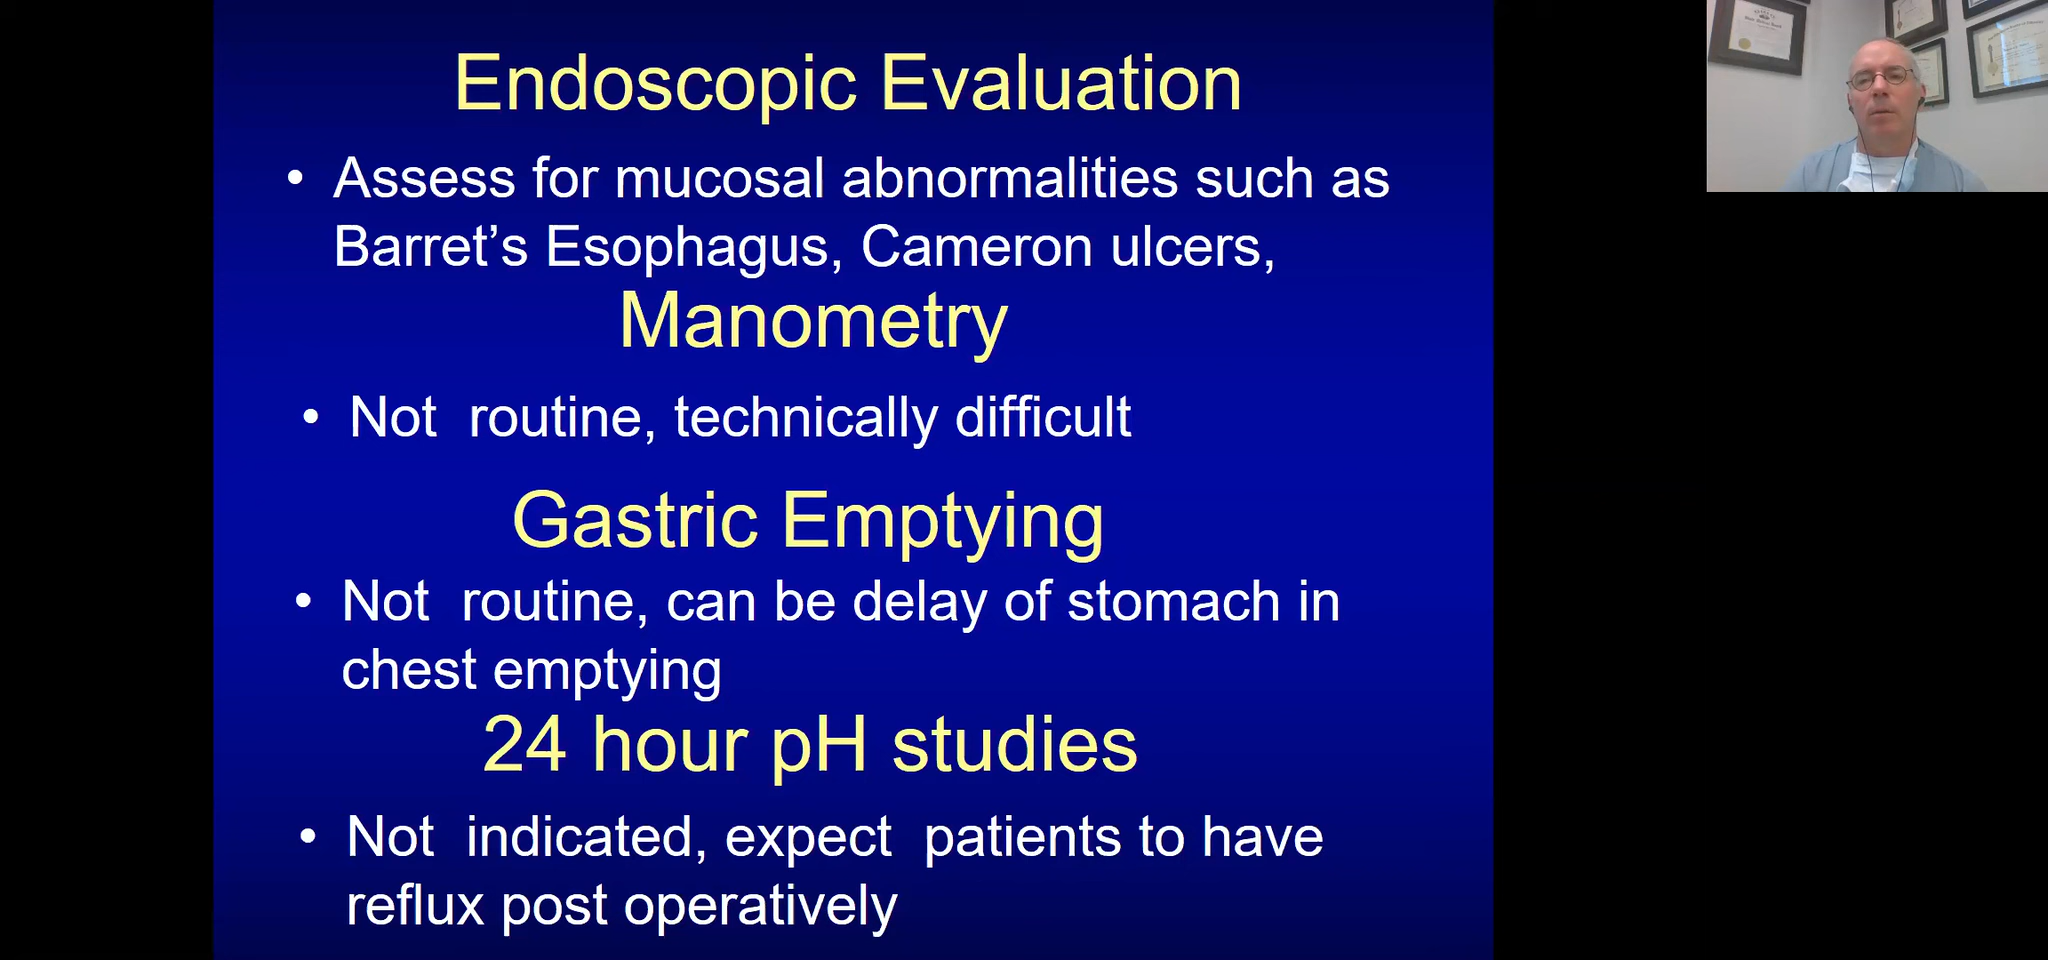 Endoscopic Evaluation
• Assess for mucosal abnormalities such as
Barret’s Esophagus, Cameron ulcers,
Manometry
• Not  routine, technically difficult
Gastric Emptying
• Not  routine, can be delay of stomach in
chest emptying
24 hour pH studies
• Not  indicated, expect  patients to have
reflux post operatively